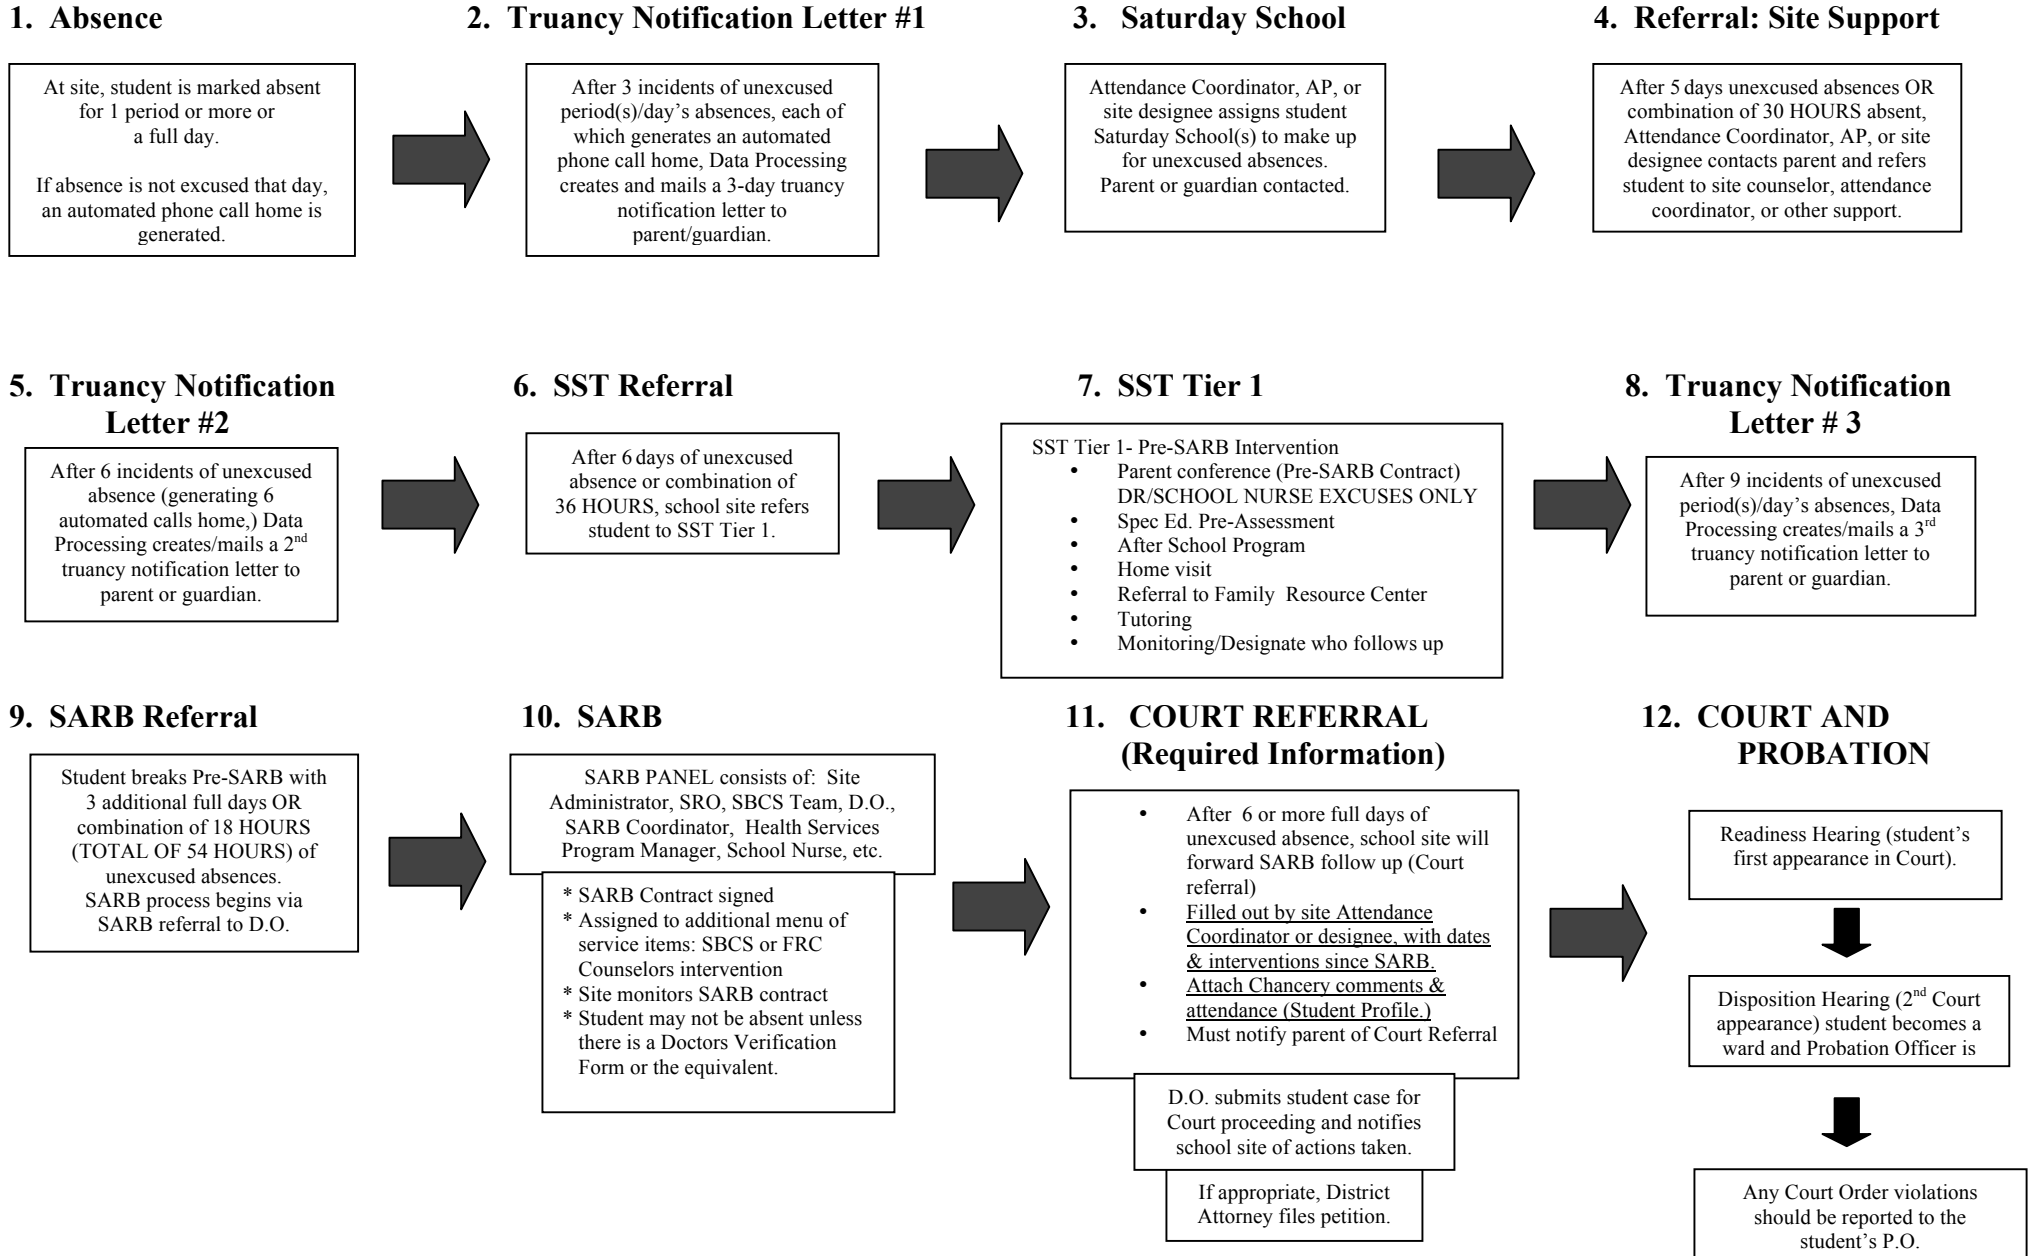 1. Absence
At site, student is marked absent
for 1 period or more or
a full day.
If absence is not excused that day,
an automated phone call home is
generated.
2. Truancy Notification Letter #1
After 3 incidents of unexcused
period(s)/day's absences, each of
which generates an automated
phone call home, Data Processing
creates and mails a 3-day truancy
notification letter to
parent/guardian.
3. Saturday School
Attendance Coordinator, AP, or
site designee assigns student
Saturday School(s) to make up
for unexcused absences.
Parent or guardian contacted.
4. Referral: Site Support
After 5 days unexcused absences OR
combination of 30 HOURS absent,
Attendance Coordinator, AP, or site
designee contacts parent and refers
student to site counselor, attendance
coordinator, or other support.
5. Truancy Notification
Letter #2
After 6 incidents of unexcused
absence (generating 6
automated calls home,) Data
Processing creates/mails a 2nd
truancy notification letter to
parent or guardian.
6. SST Referral
After 6 days of unexcused
absence or combination of
36 HOURS, school site refers
student to SST Tier 1.
7. SST Tier 1
SST Tier 1- Pre-SARB Intervention
• Parent conference (Pre-SARB Contract)
DR/SCHOOL NURSE EXCUSES ONLY
• Spec Ed. Pre-Assessment
• After School Program
• Home visit
• Referral to Family Resource Center
• Tutoring
• Monitoring/Designate who follows up
8. Truancy Notification
Letter # 3
After 9 incidents of unexcused
period(s)/day's absences, Data
Processing creates/mails a 3rd
truancy notification letter to
parent or guardian.
9. SARB Referral
Student breaks Pre-SARB with
3 additional full days OR
combination of 18 HOURS
(TOTAL OF 54 HOURS) of
unexcused absences.
SARB process begins via
SARB referral to D.O.
10. SARB
SARB PANEL consists of: Site
Administrator, SRO, SBCS Team, D.O.,
SARB Coordinator, Health Services
Program Manager, School Nurse, etc.
* SARB Contract signed
* Assigned to additional menu of
service items: SBCS or FRC
Counselors intervention
* Site monitors SARB contract
* Student may not be absent unless
there is a Doctors Verification
Form or the equivalent.
11. COURT REFERRAL
(Required Information)
• After 6 or more full days of
unexcused absence, school site will
forward SARB follow up (Court
referral)
• Filled out by site Attendance
Coordinator or designee, with dates
& interventions since SARB.
• Attach Chancery comments &
attendance (Student Profile.)
• Must notify parent of Court Referral
D.O. submits student case for
Court proceeding and notifies
school site of actions taken.
If appropriate, District
Attorney files petition.
12. COURT AND
PROBATION
Readiness Hearing (student's
first appearance in Court).
Disposition Hearing (2nd Court
appearance) student becomes a
ward and Probation Officer is
Any Court Order violations
should be reported to the
student's P.O.